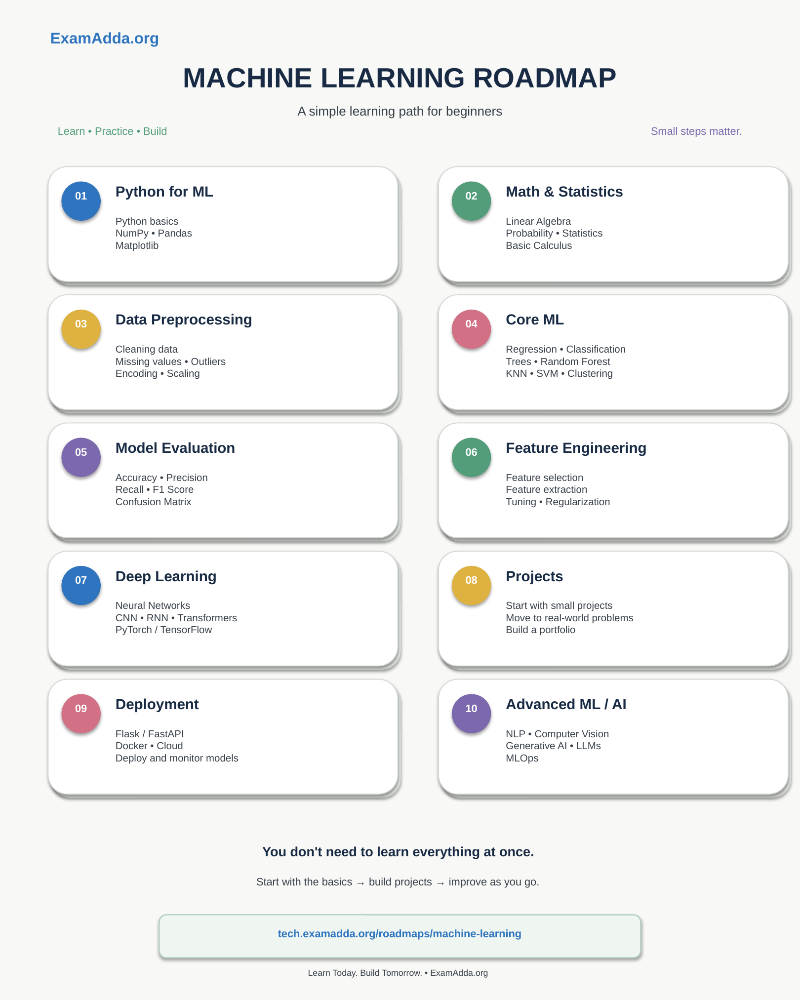 ExamAdda.org
MACHINE LEARNING ROADMAP
A simple learning path for beginners
Learn • Practice • Build
Small steps matter.
01
Python for ML
Python basics
NumPy • Pandas
Matplotlib
02
Math & Statistics
Linear Algebra
Probability • Statistics
Basic Calculus
03
Data Preprocessing
Cleaning data
Missing values • Outliers
Encoding • Scaling
04
Core ML
Regression • Classification
Trees • Random Forest
KNN • SVM • Clustering
05
Model Evaluation
Accuracy • Precision
Recall • F1 Score
Confusion Matrix
06
Feature Engineering
Feature selection
Feature extraction
Tuning • Regularization
07
Deep Learning
Neural Networks
CNN • RNN • Transformers
PyTorch / TensorFlow
08
Projects
Start with small projects
Move to real-world problems
Build a portfolio
09
Deployment
Flask / FastAPI
Docker • Cloud
Deploy and monitor models
10
Advanced ML / AI
NLP • Computer Vision
Generative AI • LLMs
MLOps
You don't need to learn everything at once.
Start with the basics → build projects → improve as you go.
tech.examadda.org/roadmaps/machine-learning
Learn Today. Build Tomorrow. • ExamAdda.org